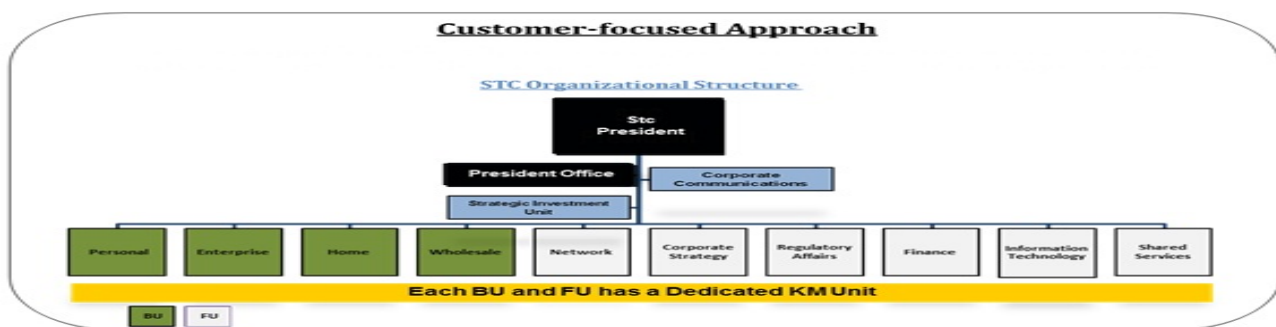 Customer-focused Approach
STC Organizational Structure
Stc
President
President Office
Corporate
Communications
Strategic Investment
Unit
Personal
Enterprise
Home
Wholesale
Network
Corporate
Strategy
Regulatory
Affairs
Finance
Information
Technology
Shared
Services
Each BU and FU has a Dedicated KM Unit
BU
FU